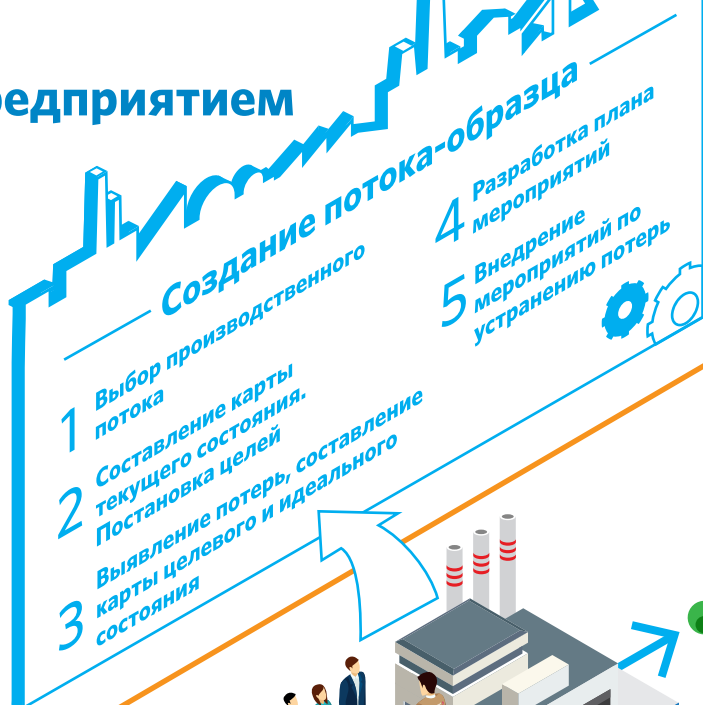 редприятием
Создание потока-образца
1 Выбор производственного
потока
2 Составление карты
текущего состояния.
Постановка целей
3 Выявление потерь, составление
карты целевого и идеального
состояния
4 Разработка плана
мероприятий
5 Внедрение
мероприятий по
устранению потерь